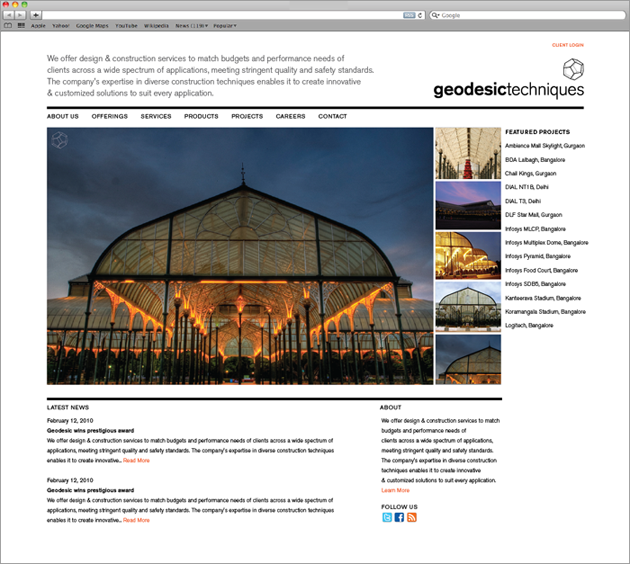 Google
Apple Yahoo! Google Maps YouTube Wikipedia News (119) Popular
CLIENT LOGIN
We offer design & construction services to match budgets and performance needs of
clients across a wide spectrum of applications, meeting stringent quality and safety standards.
The company's expertise in diverse construction techniques enables it to create innovative
& customized solutions to suit every application.
geodesictechniques
ABOUT US OFFERINGS SERVICES PRODUCTS PROJECTS CAREERS CONTACT
FEATURED PROJECTS
Ambience Mall Skylight, Gurgaon
BDA Lalbagh, Bangalore
Chail Kings, Gurgaon
DIAL NT1B, Delhi
DIAL T3, Delhi
DLF Star Mall, Gurgaon
Infosys MLCP, Bangalore
Infosys Multiplex Dome, Bangalore
Infosys Pyramid, Bangalore
Infosys Food Court, Bangalore
Infosys SDB5, Bangalore
Kanteerava Stadium, Bangalore
Koramangala Stadium, Bangalore
Logitech, Bangalore
LATEST NEWS
February 12, 2010
Geodesic wins prestigious award
We offer design & construction services to match budgets and performance needs of clients across a wide spectrum of
applications, meeting stringent quality and safety standards. The company's expertise in diverse construction techniques
enables it to create innovative... Read More
February 12, 2010
Geodesic wins prestigious award
We offer design & construction services to match budgets and performance needs of clients across a wide spectrum of
applications, meeting stringent quality and safety standards. The company's expertise in diverse construction techniques
enables it to create innovative... Read More
ABOUT
We offer design & construction services to match
budgets and performance needs of
clients across a wide spectrum of applications,
meeting stringent quality and safety standards.
The company's expertise in diverse construction
techniques enables it to create innovative
& customized solutions to suit every application.
Learn More
FOLLOW US